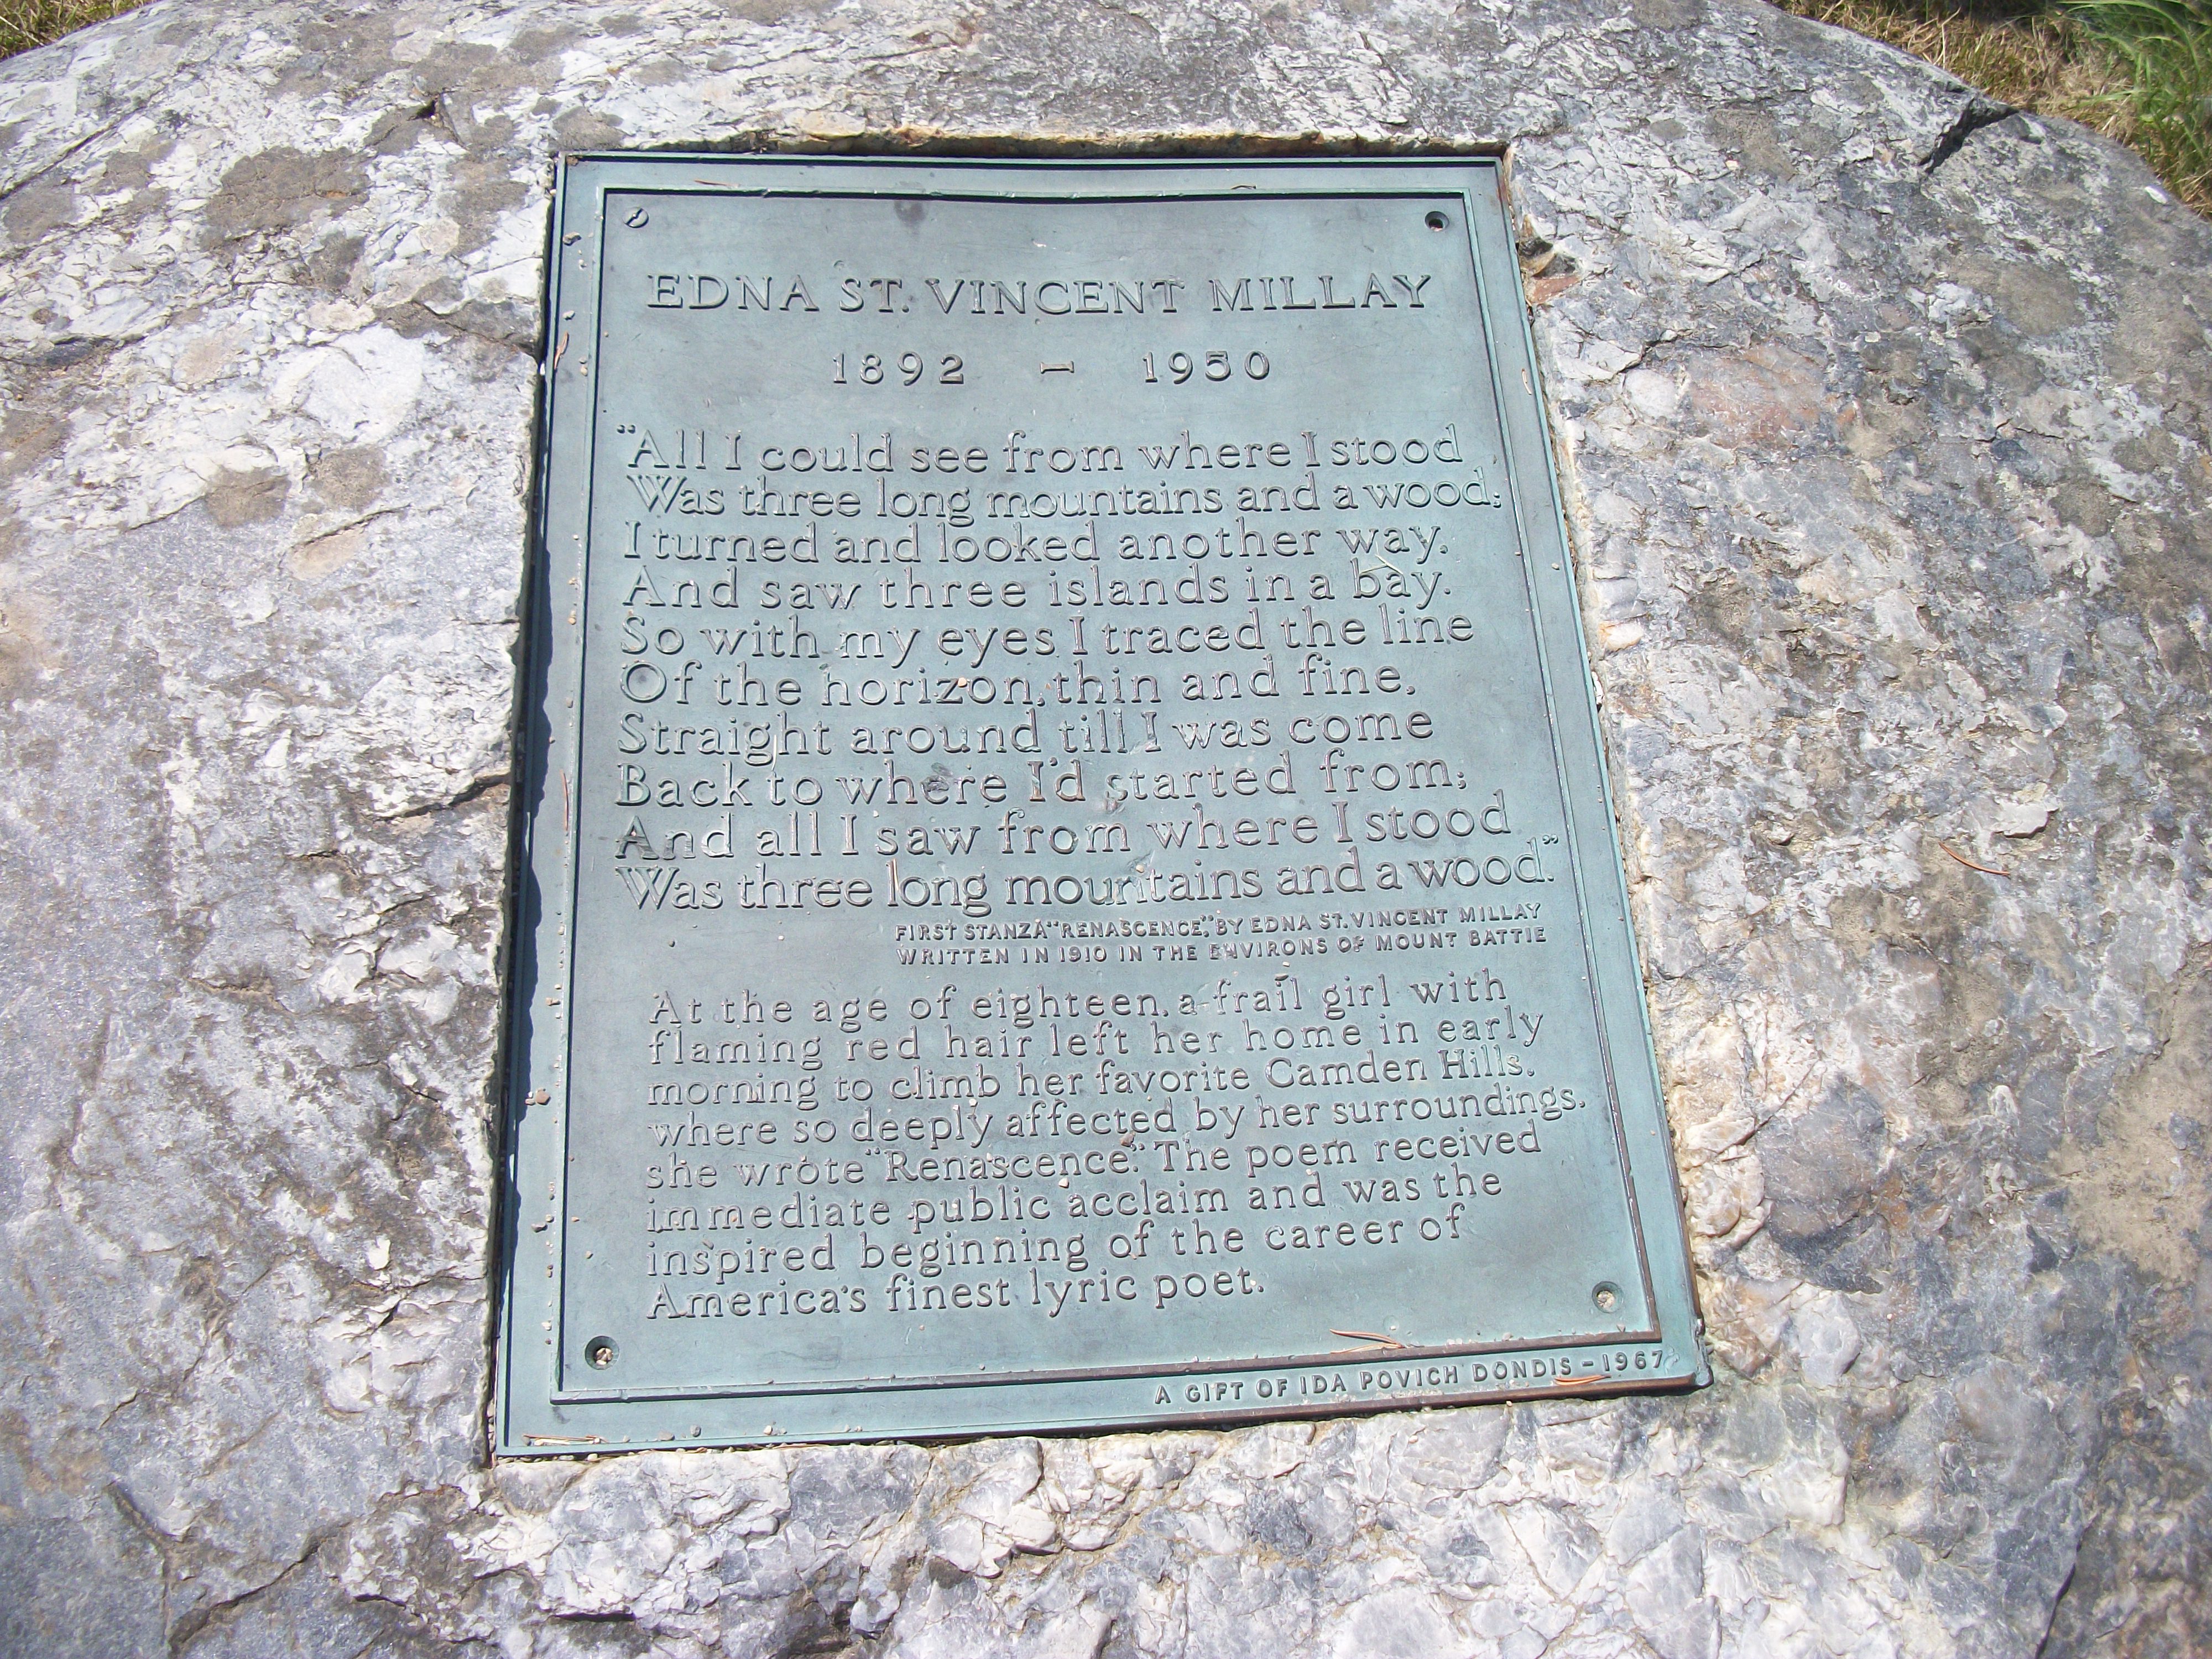 EDNA ST. VINCENT MILLAY
1892 - 1950
"All I could see from where I stood
Was three long mountains and a wood;
I turned and looked another way,
And saw three islands in a bay.
So with my eyes I traced the line
Of the horizon, thin and fine,
Straight around till I was come
Back to where I'd started from;
And all I saw from where I stood
Was three long mountains and a wood."
FIRST STANZA "RENASCENCE," BY EDNA ST. VINCENT MILLAY
WRITTEN IN 1910 IN THE ENVIRONS OF MOUNT BATTIE
At the age of eighteen, a frail girl with
flaming red hair left her home in early
morning to climb her favorite Camden Hills,
where so deeply affected by her surroundings,
she wrote "Renascence." The poem received
immediate public acclaim and was the
inspired beginning of the career of
America's finest lyric poet.
A GIFT OF IDA POVICH DONDIS - 1967